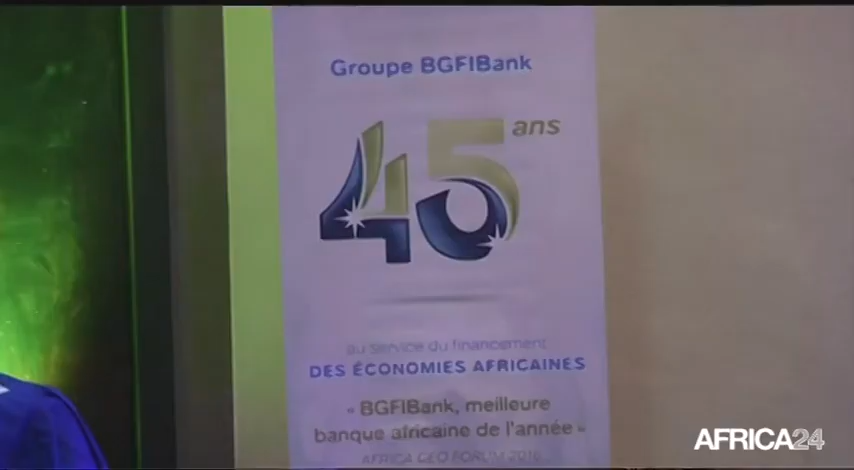 Groupe BGFIBank
45 ans
au service du financement
DES ÉCONOMIES AFRICAINES
« BGFIBank, meilleure
banque africaine de l'année »
AFRICA CEO FORUM 2016
AFRICA24